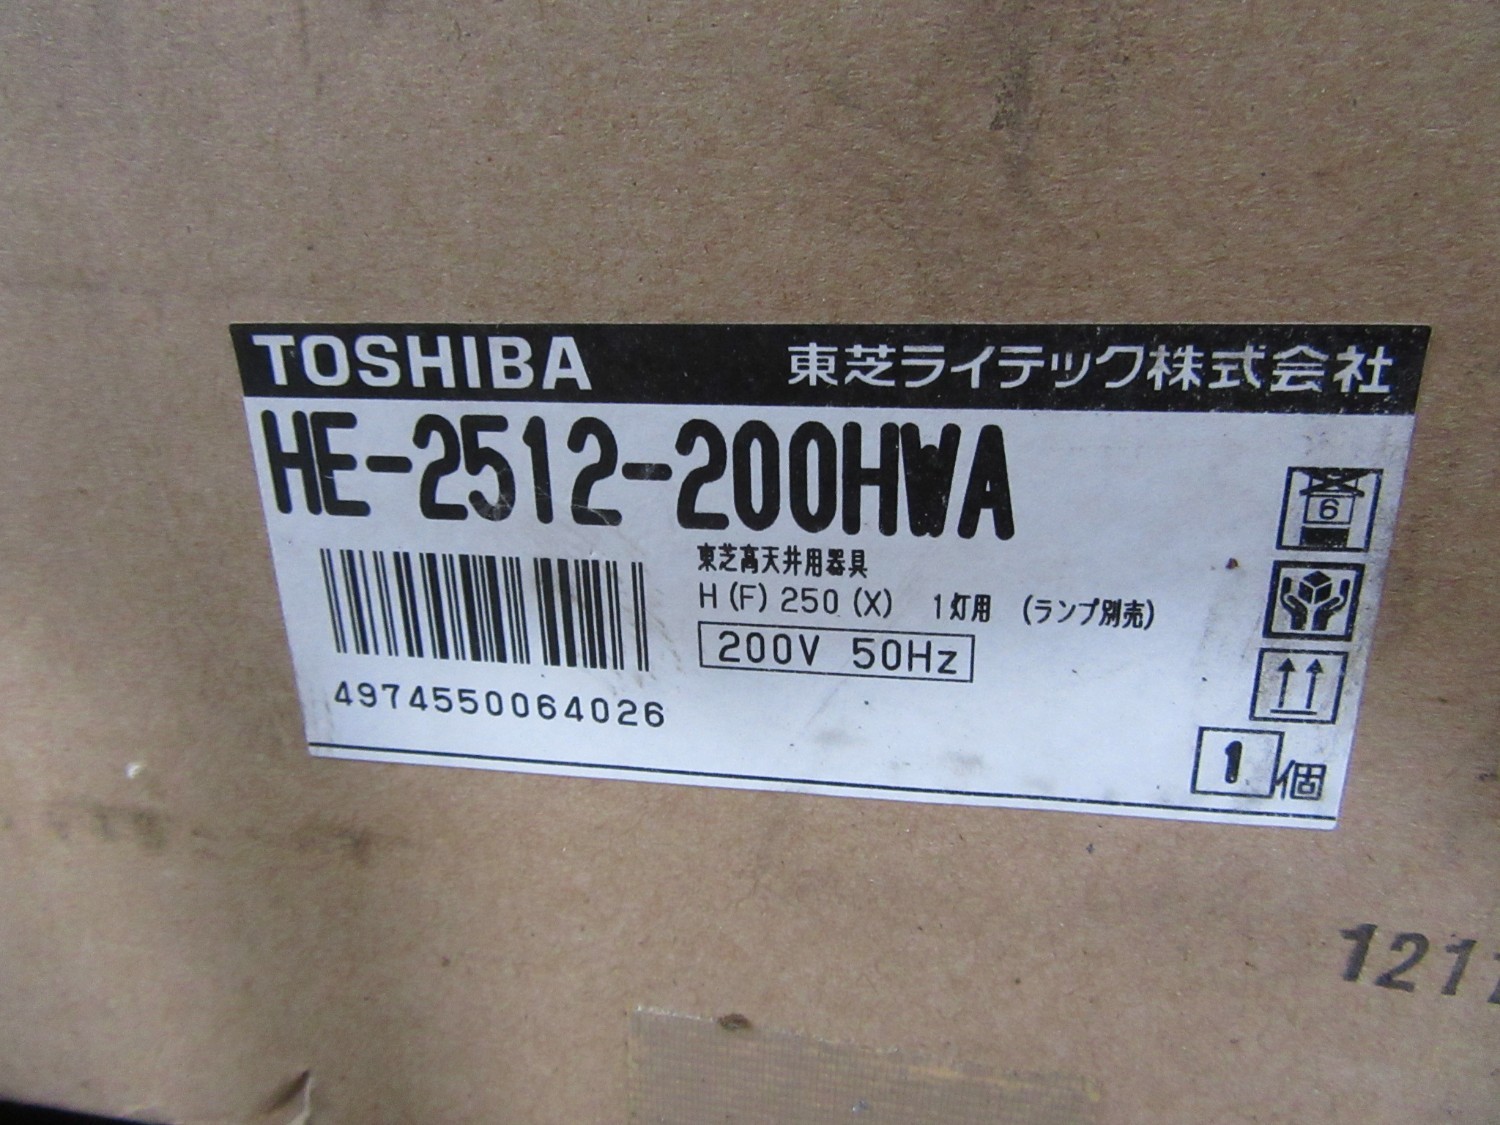 TOSHIBA 東芝ライテック株式会社
HE-2512-200HWA
東芝高天井用器具
H (F) 250 (X) 1灯用 (ランプ別売)
200V 50Hz
4974550064026
6
1 個
1211